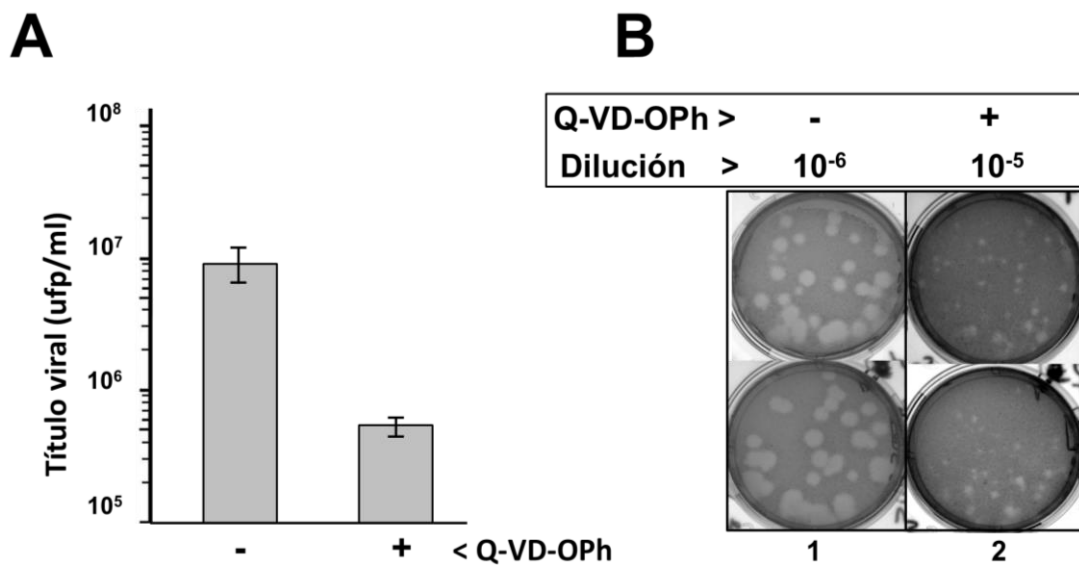 A
10⁸
10⁷
10⁶
10⁵
Título viral (ufp/ml)
- + < Q-VD-OPh
B
Q-VD-OPh > - +
Dilución > 10⁻⁶ 10⁻⁵
1 2